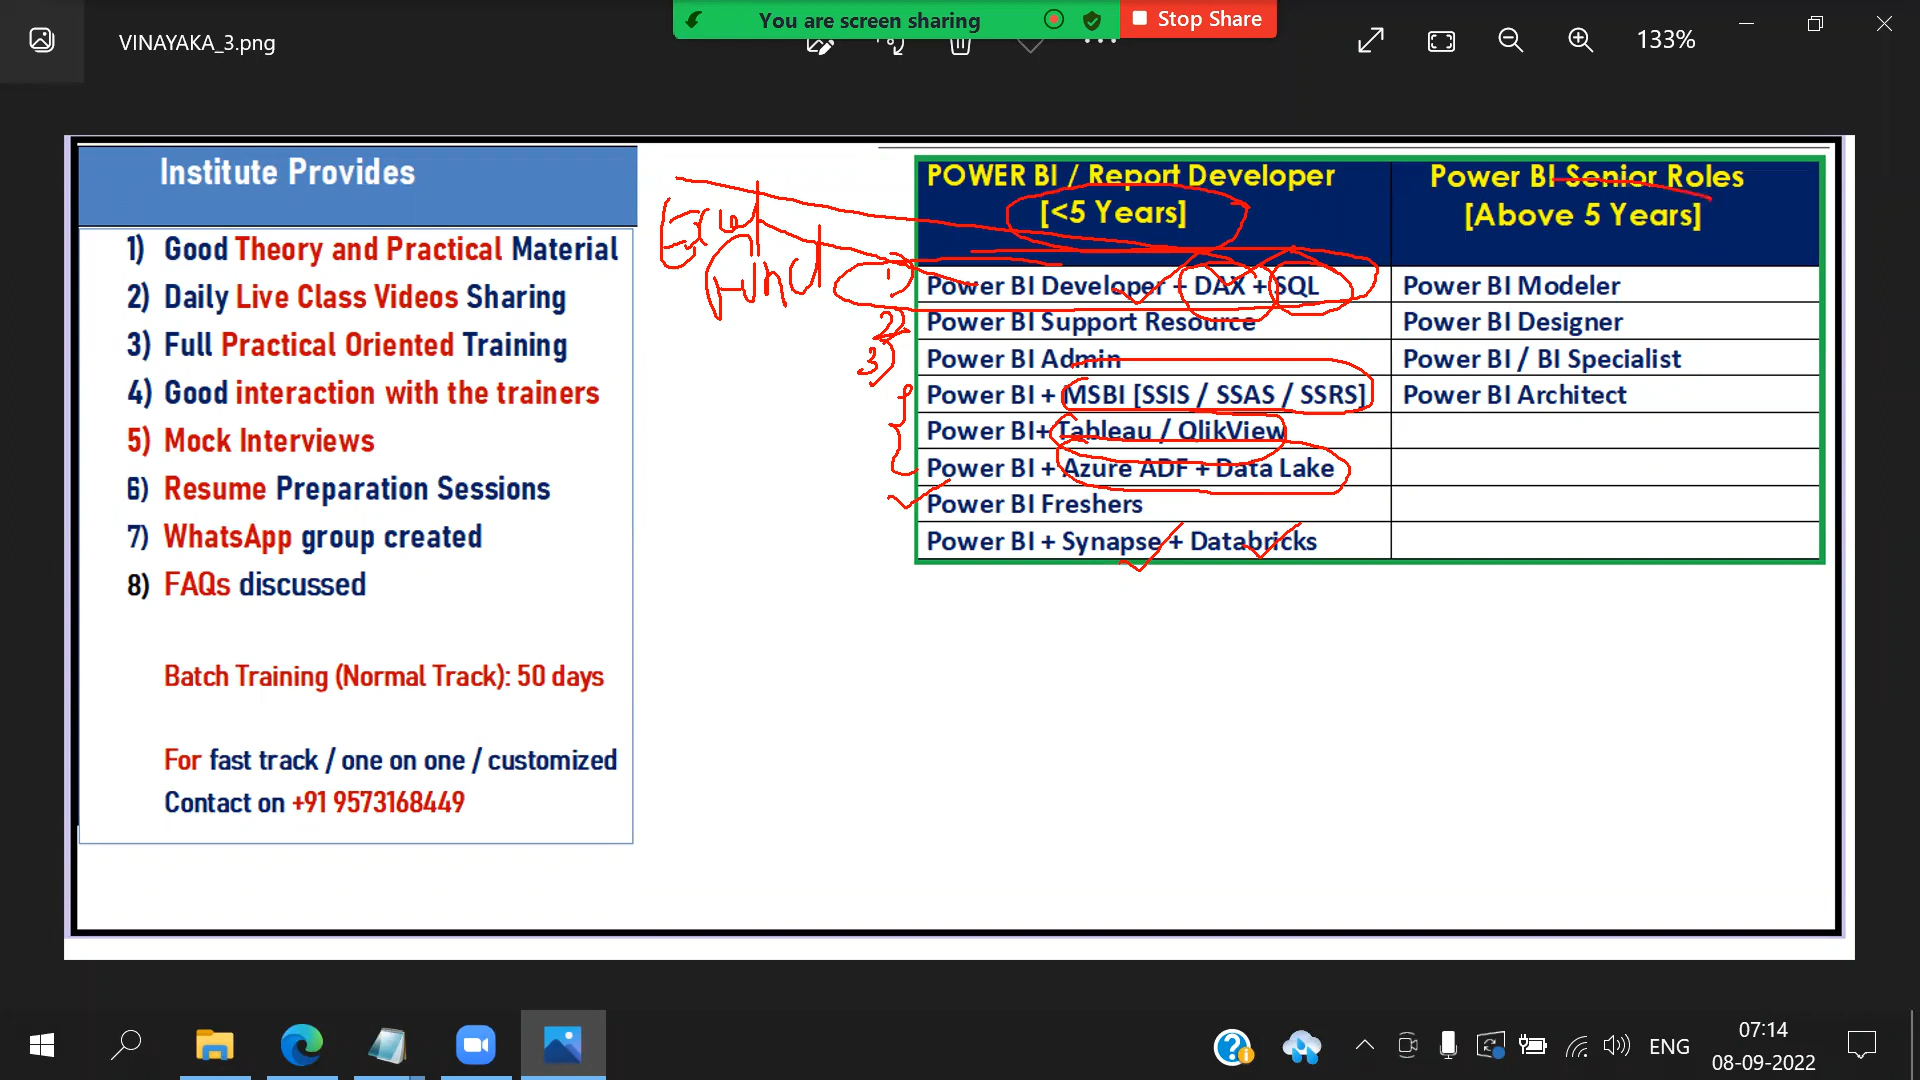 You are screen sharing
Stop Share
VINAYAKA_3.png
133%
Institute Provides
1) Good Theory and Practical Material
2) Daily Live Class Videos Sharing
3) Full Practical Oriented Training
4) Good interaction with the trainers
5) Mock Interviews
6) Resume Preparation Sessions
7) WhatsApp group created
8) FAQs discussed
Batch Training (Normal Track): 50 days
For fast track / one on one / customized
Contact on +91 9573168449
1)
2)
3)
POWER BI / Report Developer
[<5 Years]
Power BI Senior Roles
[Above 5 Years]
Power BI Developer + DAX + SQL
Power BI Modeler
Power BI Support Resource
Power BI Designer
Power BI Admin
Power BI / BI Specialist
Power BI + MSBI [SSIS / SSAS / SSRS]
Power BI Architect
Power BI+ Tableau / QlikView
Power BI + Azure ADF + Data Lake
Power BI Freshers
Power BI + Synapse + Databricks
ENG
07:14
08-09-2022